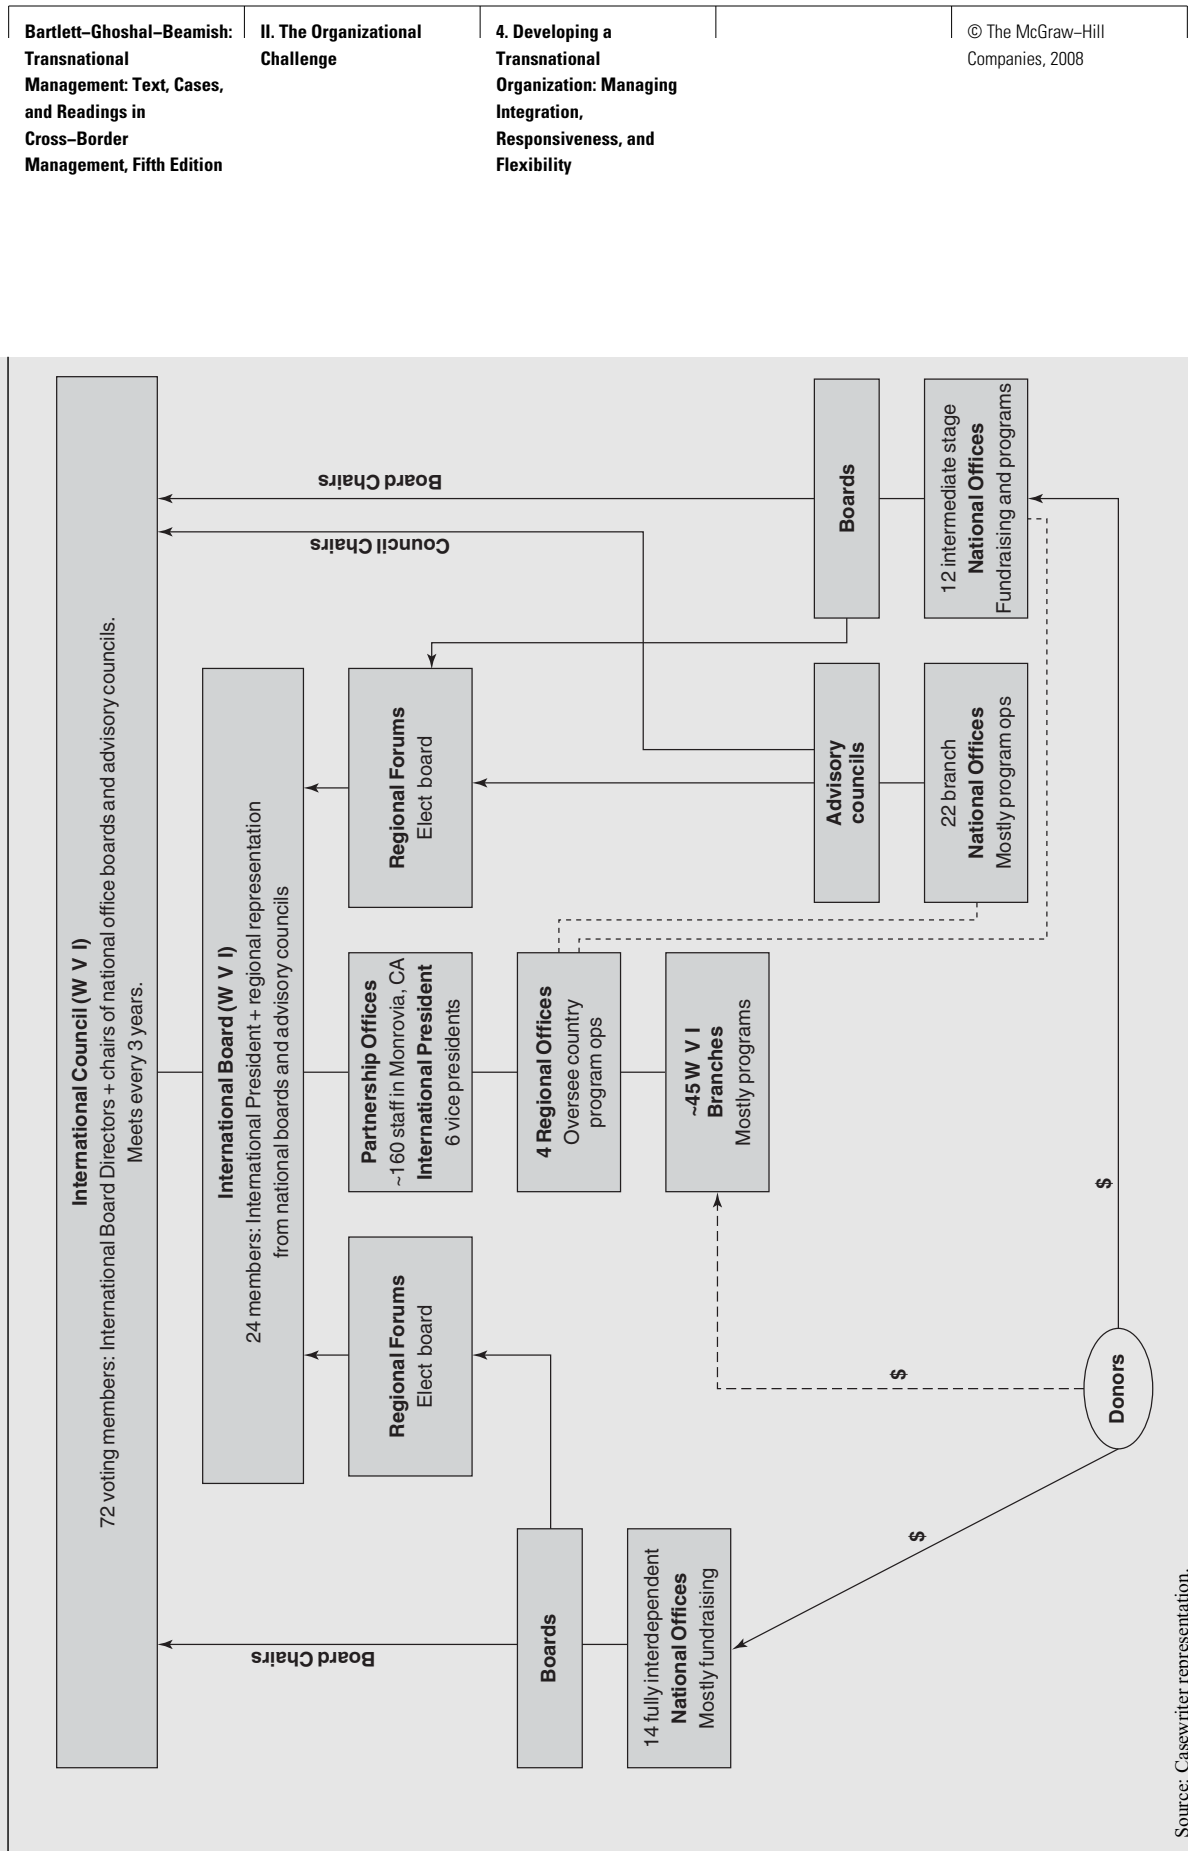 Bartlett–Ghoshal–Beamish:
Transnational
Management: Text, Cases,
and Readings in
Cross–Border
Management, Fifth Edition
II. The Organizational
Challenge
4. Developing a
Transnational
Organization: Managing
Integration,
Responsiveness, and
Flexibility
© The McGraw–Hill
Companies, 2008
International Council (W V I)
72 voting members: International Board Directors + chairs of national office boards and advisory councils.
Meets every 3 years.
International Board (W V I)
24 members: International President + regional representation
from national boards and advisory councils
Regional Forums
Elect board
Partnership Offices
~160 staff in Monrovia, CA
International President
6 vice presidents
Regional Forums
Elect board
Board Chairs
Council Chairs
Board Chairs
Boards
4 Regional Offices
Oversee country
program ops
14 fully interdependent
National Offices
Mostly fundraising
~45 W V I
Branches
Mostly programs
Advisory
councils
Boards
22 branch
National Offices
Mostly program ops
12 intermediate stage
National Offices
Fundraising and programs
$
$
$
Donors
Source: Casewriter representation.